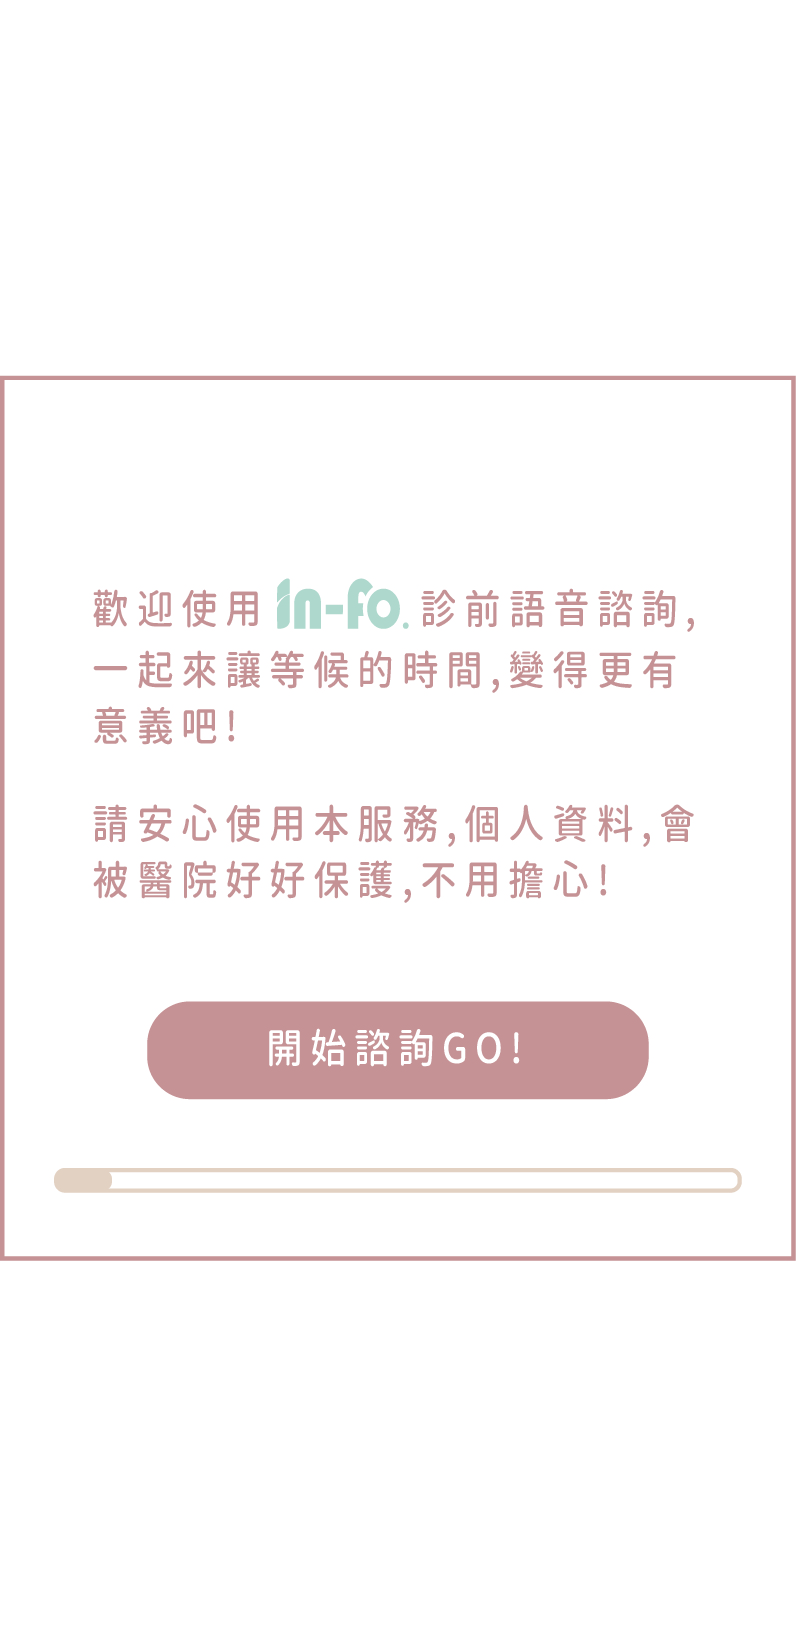 歡迎使用 in-fo. 診前語音諮詢,
一起來讓等候的時間,變得更有
意義吧!
請安心使用本服務,個人資料,會
被醫院好好保護,不用擔心!
開始諮詢GO!